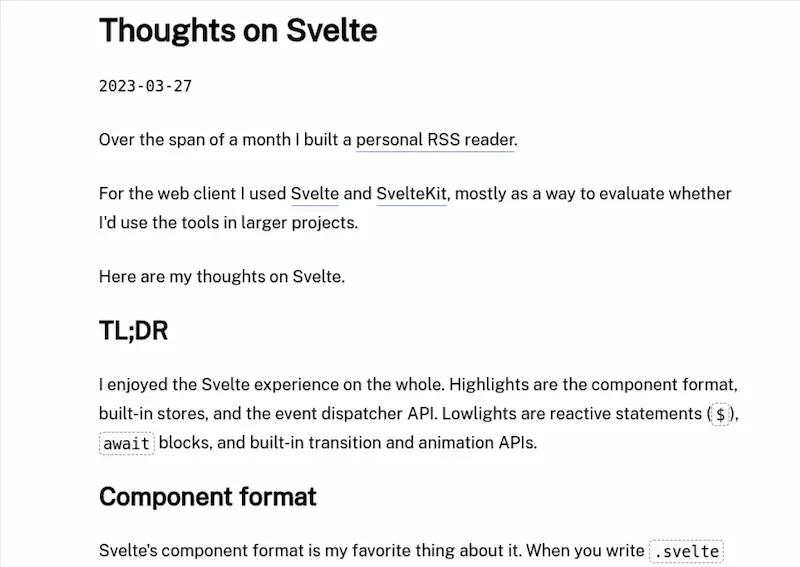 Thoughts on Svelte
2023-03-27
Over the span of a month I built a personal RSS reader.
For the web client I used Svelte and SvelteKit, mostly as a way to evaluate whether
I'd use the tools in larger projects.
Here are my thoughts on Svelte.
TL;DR
I enjoyed the Svelte experience on the whole. Highlights are the component format,
built-in stores, and the event dispatcher API. Lowlights are reactive statements ($),
await blocks, and built-in transition and animation APIs.
Component format
Svelte's component format is my favorite thing about it. When you write .svelte